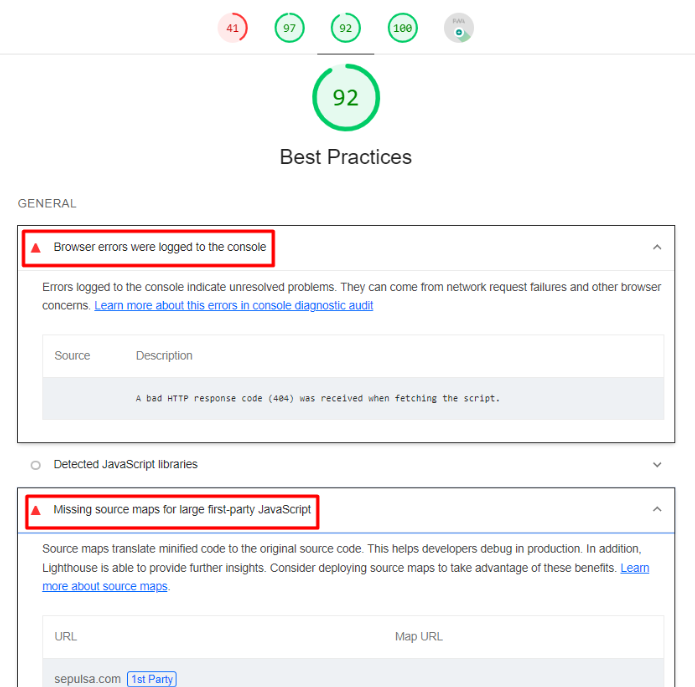 41 97 92 100 PWA
92
Best Practices
GENERAL
Browser errors were logged to the console
Errors logged to the console indicate unresolved problems. They can come from network request failures and other browser
concerns. Learn more about this errors in console diagnostic audit
Source Description
A bad HTTP response code (404) was received when fetching the script.
Detected JavaScript libraries
Missing source maps for large first-party JavaScript
Source maps translate minified code to the original source code. This helps developers debug in production. In addition,
Lighthouse is able to provide further insights. Consider deploying source maps to take advantage of these benefits. Learn
more about source maps.
URL Map URL
sepulsa.com 1st Party